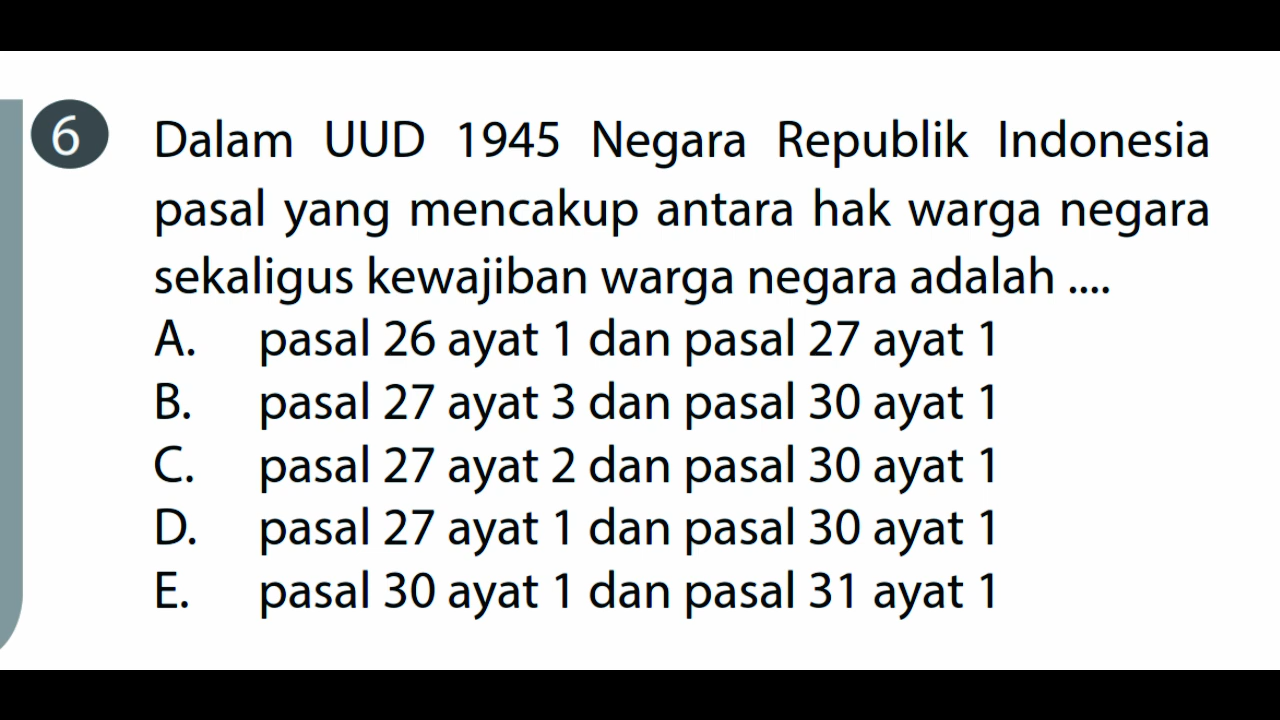 6
Dalam UUD 1945 Negara Republik Indonesia
pasal yang mencakup antara hak warga negara
sekaligus kewajiban warga negara adalah ....
A. pasal 26 ayat 1 dan pasal 27 ayat 1
B. pasal 27 ayat 3 dan pasal 30 ayat 1
C. pasal 27 ayat 2 dan pasal 30 ayat 1
D. pasal 27 ayat 1 dan pasal 30 ayat 1
E. pasal 30 ayat 1 dan pasal 31 ayat 1